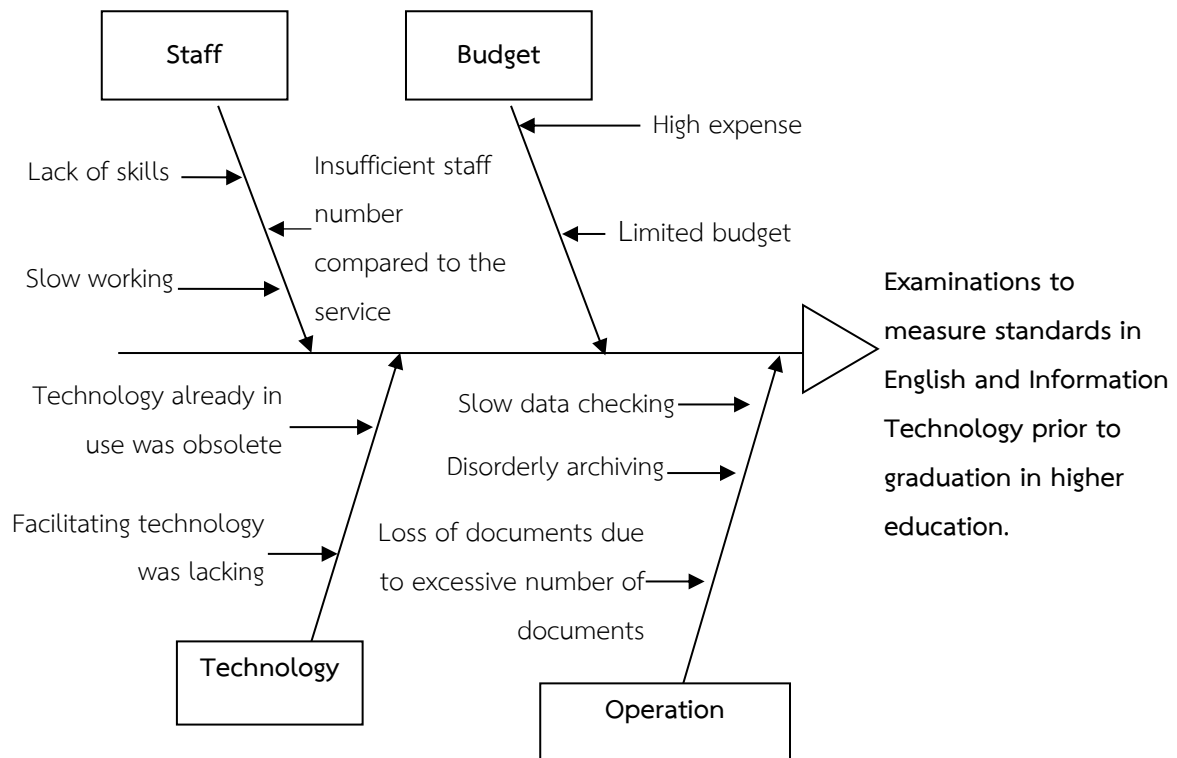 Staff
Budget
High expense
Lack of skills
Insufficient staff
number
compared to the
service
Limited budget
Slow working
Examinations to
measure standards in
English and Information
Technology prior to
graduation in higher
education.
Technology already in
use was obsolete
Slow data checking
Disorderly archiving
Facilitating technology
was lacking
Loss of documents due
to excessive number of
documents
Technology
Operation